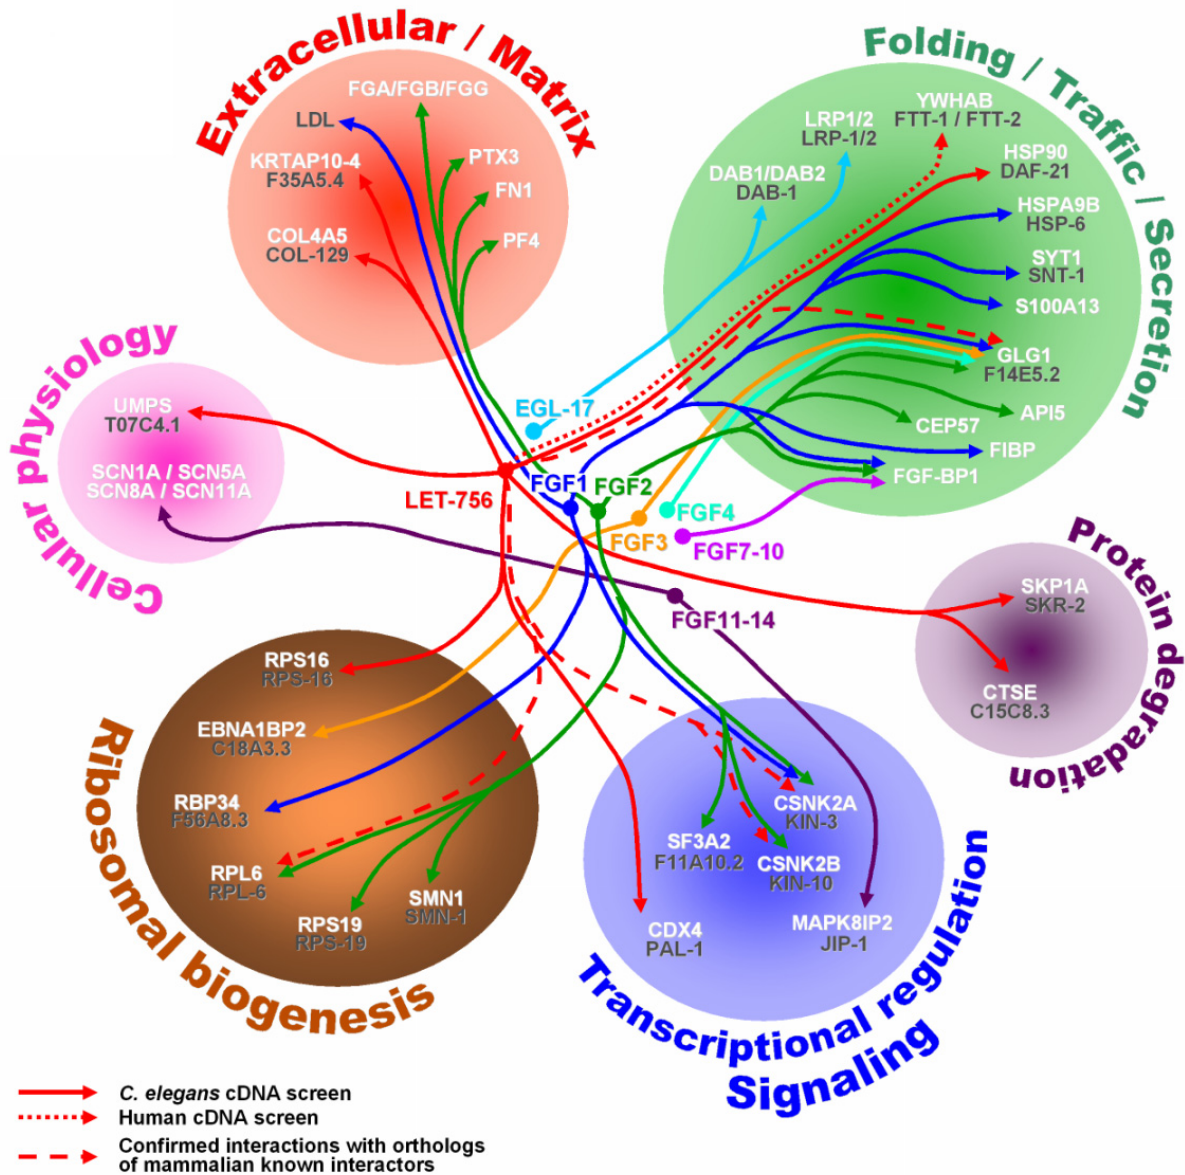 Extracellular / Matrix
FGA/FGB/FGG
LDL
KRTAP10-4
F35A5.4
PTX3
FN1
COL4A5
COL-129
PF4
Folding / Traffic / Secretion
YWHAB
FTT-1 / FTT-2
LRP1/2
LRP-1/2
HSP90
DAF-21
DAB1/DAB2
DAB-1
HSPA9B
HSP-6
SYT1
SNT-1
S100A13
GLG1
F14E5.2
API5
CEP57
FIBP
FGF-BP1
Cellular physiology
UMPS
T07C4.1
SCN1A / SCN5A
SCN8A / SCN11A
EGL-17
LET-756
FGF1
FGF2
FGF3
FGF4
FGF7-10
FGF11-14
Protein degradation
SKP1A
SKR-2
CTSE
C15C8.3
Ribosomal biogenesis
RPS16
RPS-16
EBNA1BP2
C18A3.3
RBP34
F56A8.3
RPL6
RPL-6
RPS19
RPS-19
SMN1
SMN-1
Transcriptional regulation
Signaling
CSNK2A
KIN-3
SF3A2
F11A10.2
CSNK2B
KIN-10
CDX4
PAL-1
MAPK8IP2
JIP-1
C. elegans cDNA screen
Human cDNA screen
Confirmed interactions with orthologs
of mammalian known interactors